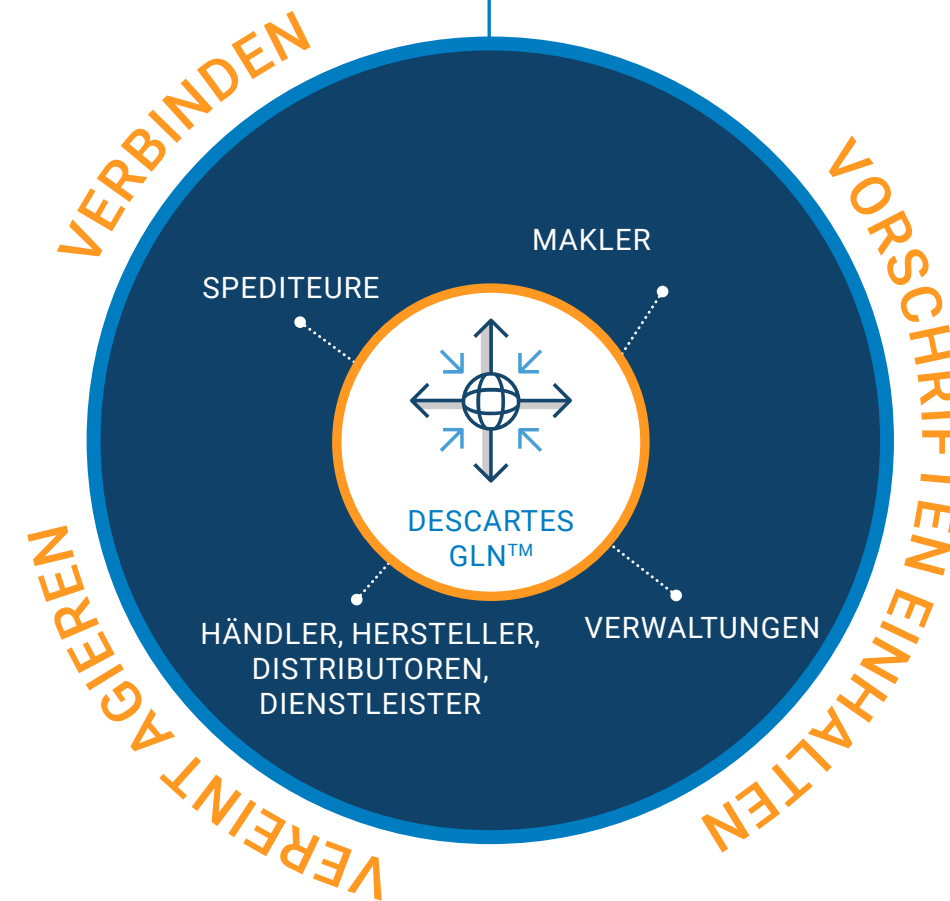 VERBINDEN
VORSCHRIFTEN EINHALTEN
MAKLER
SPEDITEURE
DESCARTES
GLN™
HÄNDLER, HERSTELLER,
DISTRIBUTOREN,
DIENSTLEISTER
VERWALTUNGEN
VEREINT AGIEREN